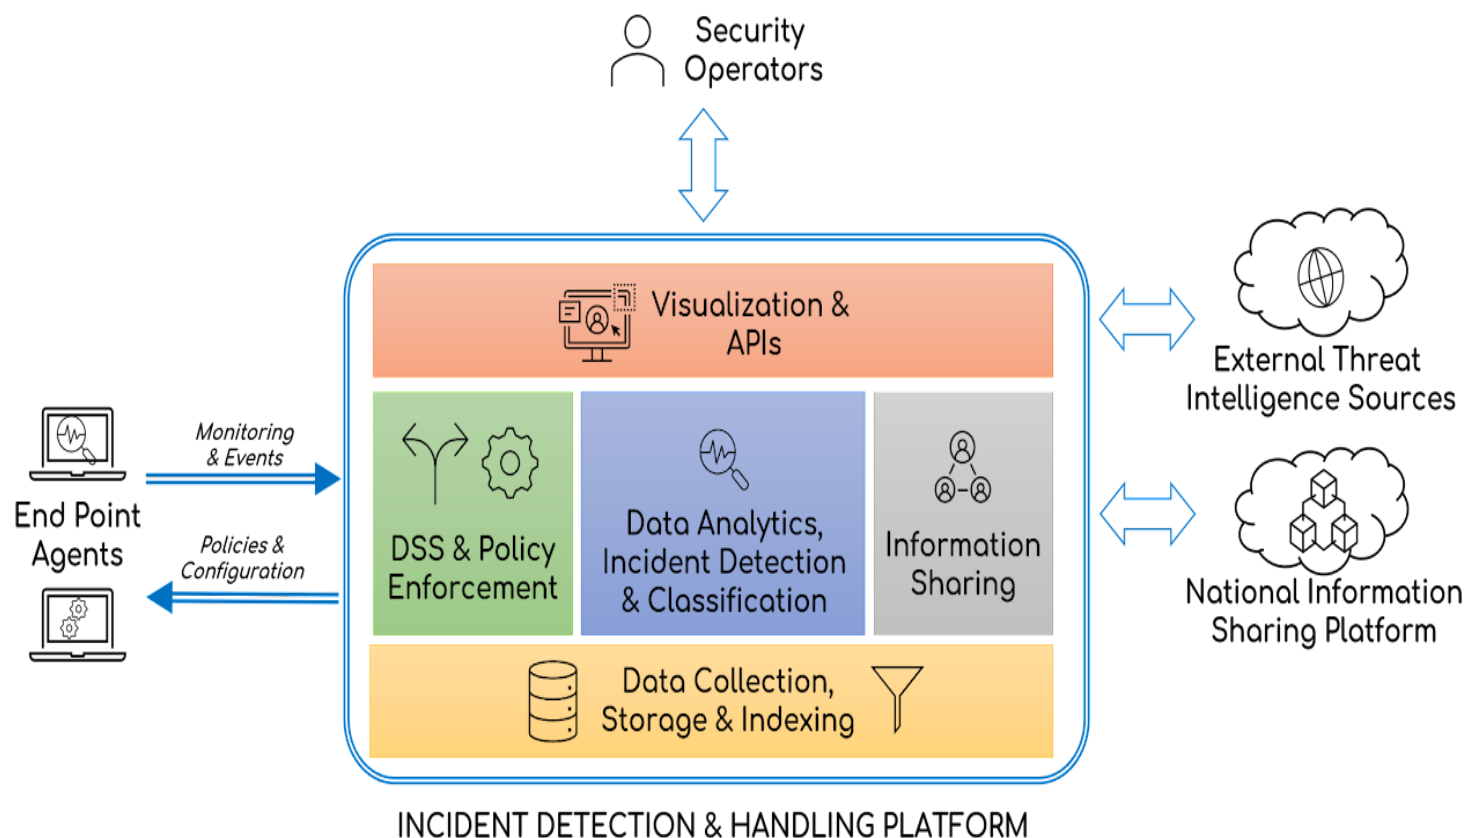 Security
Operators
Visualization &
APIs
External Threat
Intelligence Sources
Monitoring
& Events
End Point
Agents
Policies &
Configuration
DSS & Policy
Enforcement
Data Analytics,
Incident Detection
& Classification
Information
Sharing
National Information
Sharing Platform
Data Collection,
Storage & Indexing
INCIDENT DETECTION & HANDLING PLATFORM